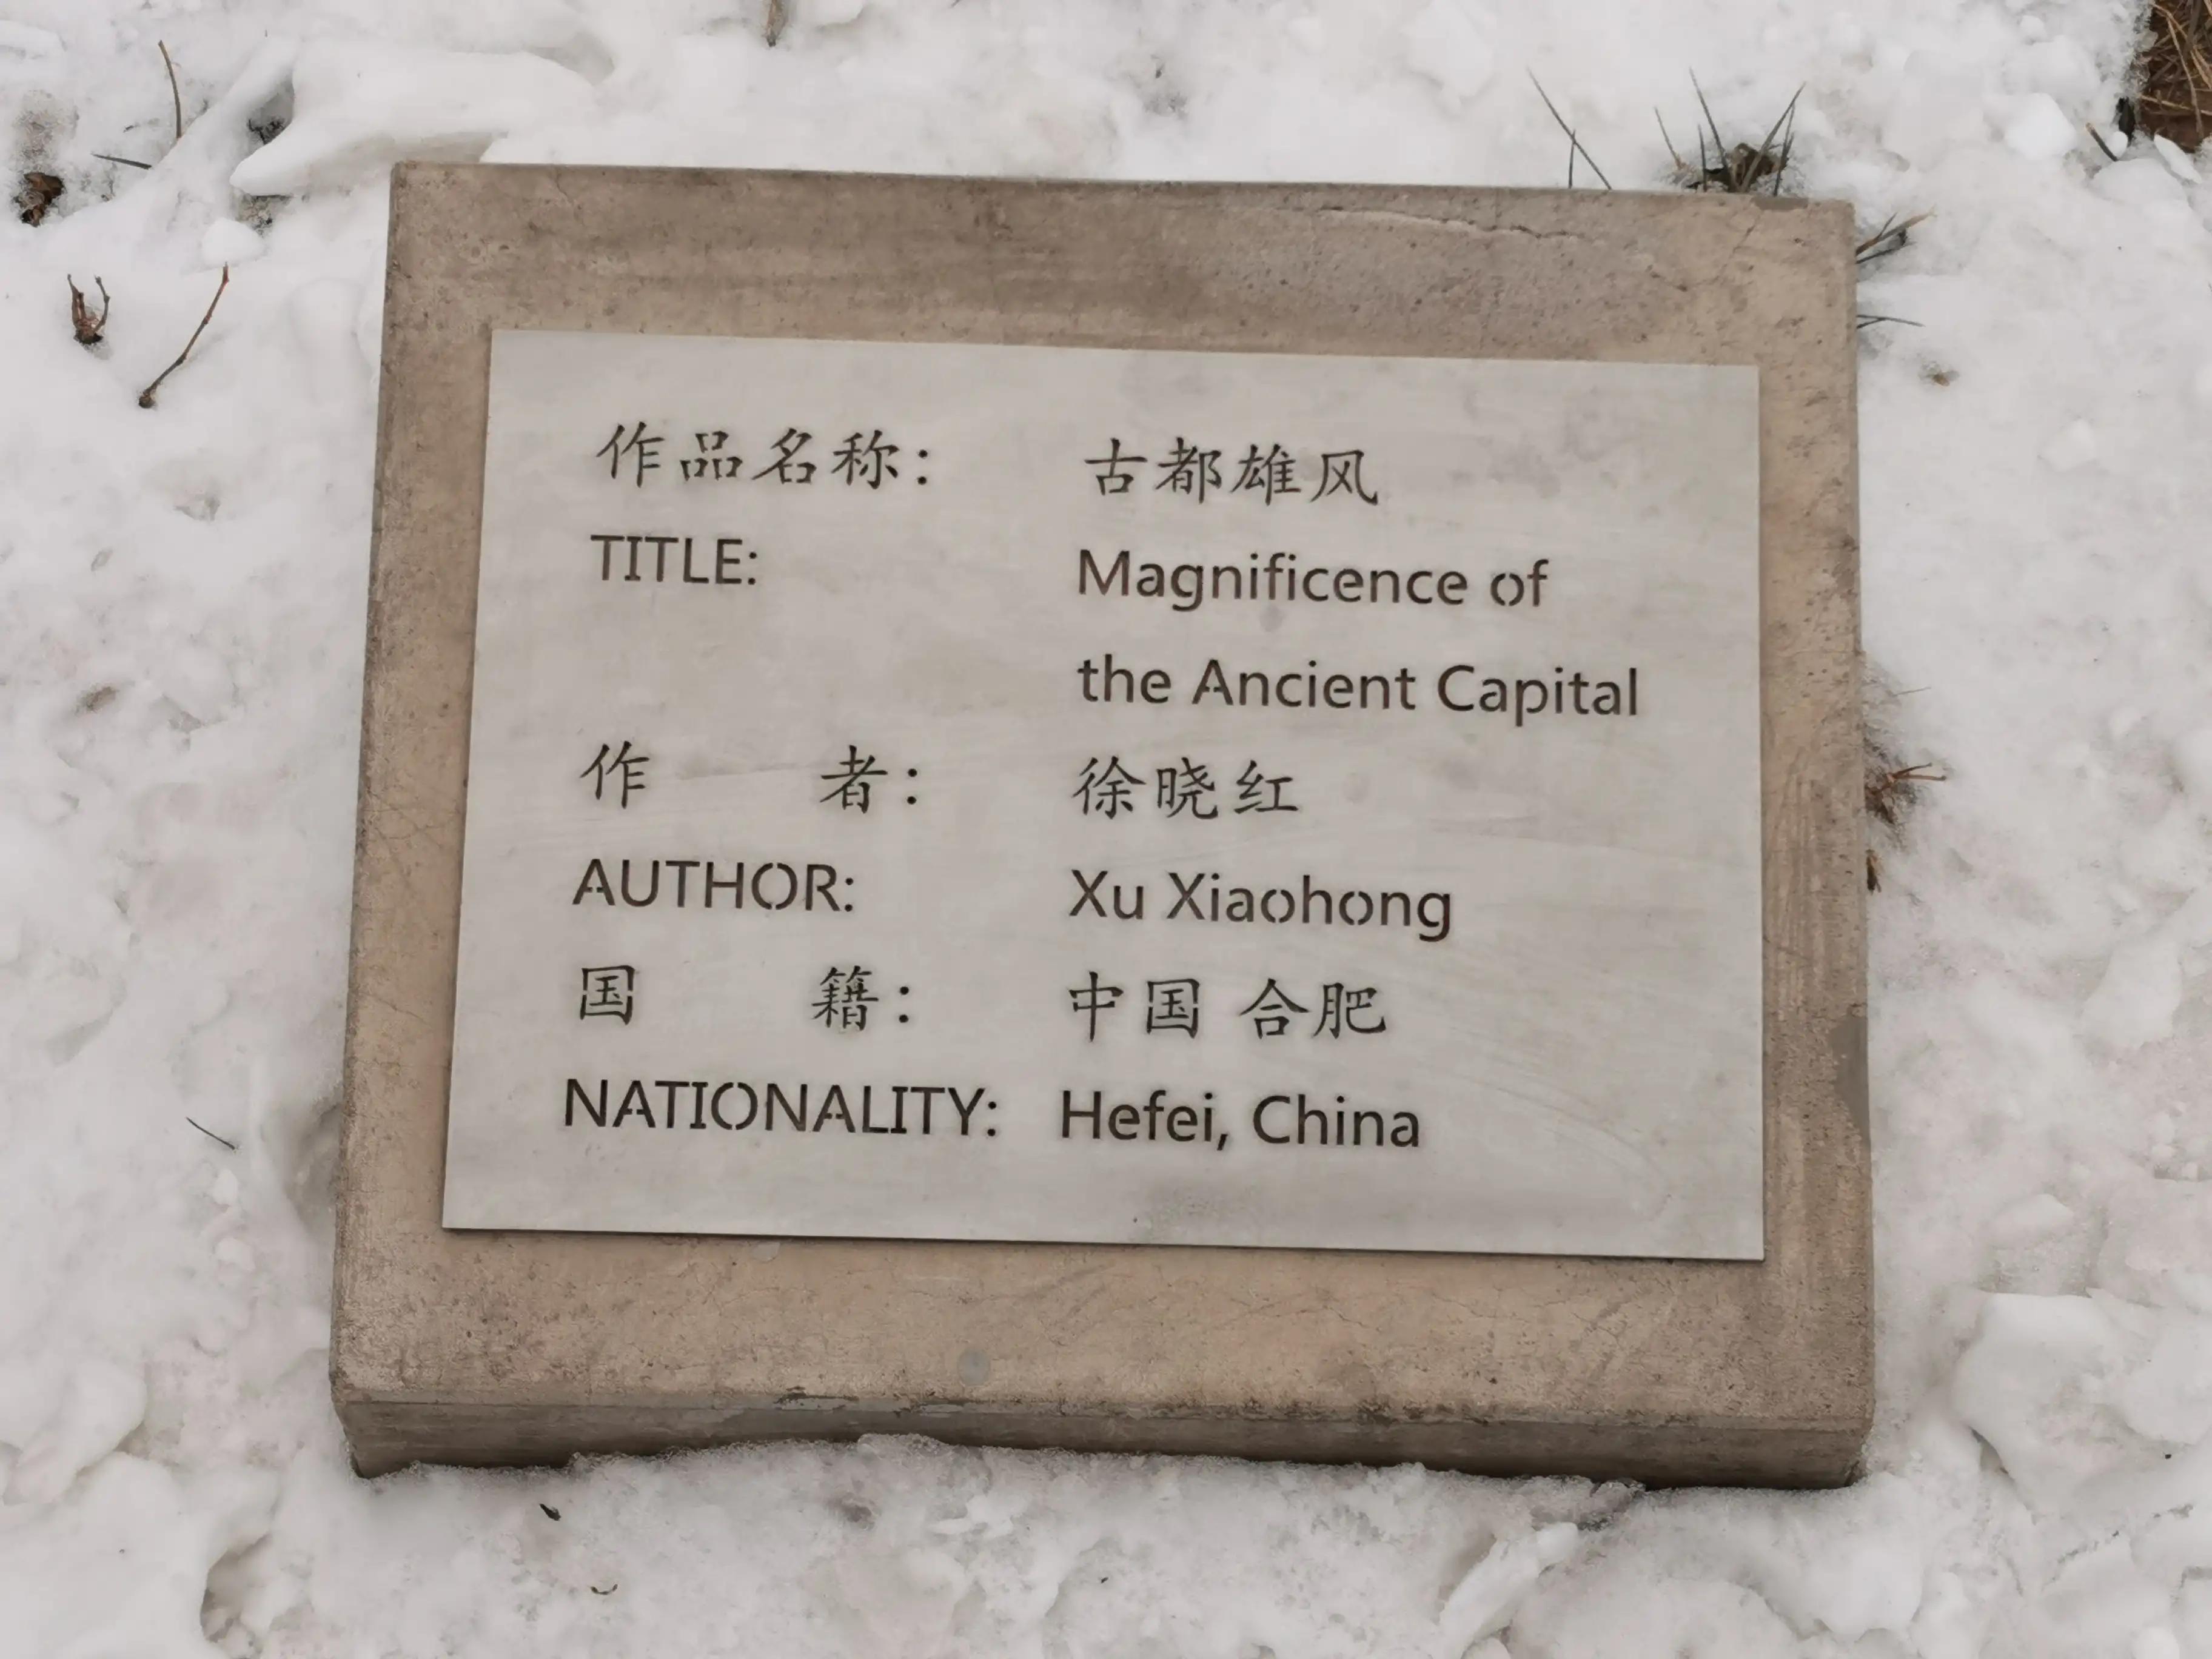 作品名称： 古都雄风
TITLE: Magnificence of
the Ancient Capital
作 者： 徐晓红
AUTHOR: Xu Xiaohong
国 籍： 中国 合肥
NATIONALITY: Hefei, China